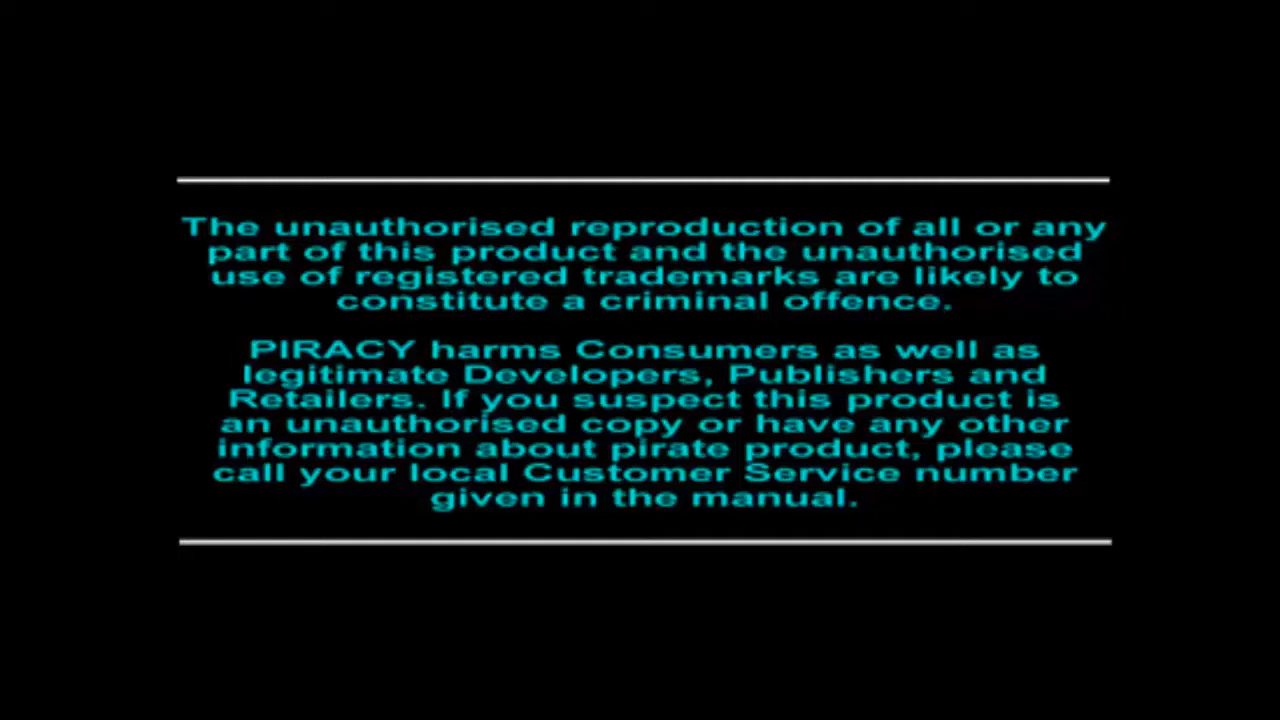 The unauthorised reproduction of all or any
part of this product and the unauthorised
use of registered trademarks are likely to
constitute a criminal offence.
PIRACY harms Consumers as well as
legitimate Developers, Publishers and
Retailers. If you suspect this product is
an unauthorised copy or have any other
information about pirate product, please
call your local Customer Service number
given in the manual.